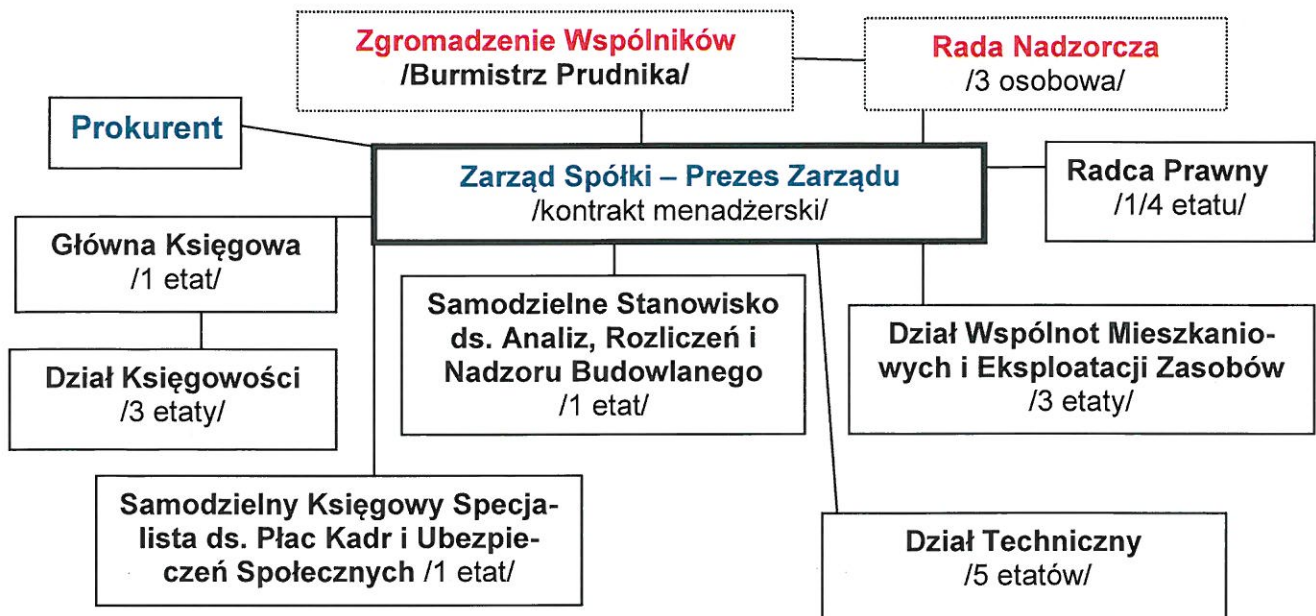 Zgromadzenie Wspólników
/Burmistrz Prudnika/
Rada Nadzorcza
/3 osobowa/
Prokurent
Zarząd Spółki – Prezes Zarządu
/kontrakt menadżerski/
Radca Prawny
/1/4 etatu/
Główna Księgowa
/1 etat/
Samodzielne Stanowisko
ds. Analiz, Rozliczeń i
Nadzoru Budowlanego
/1 etat/
Dział Wspólnot Mieszkanio-
wych i Eksploatacji Zasobów
/3 etaty/
Dział Księgowości
/3 etaty/
Samodzielny Księgowy Specja-
lista ds. Płac Kadr i Ubezpie-
czeń Społecznych /1 etat/
Dział Techniczny
/5 etatów/